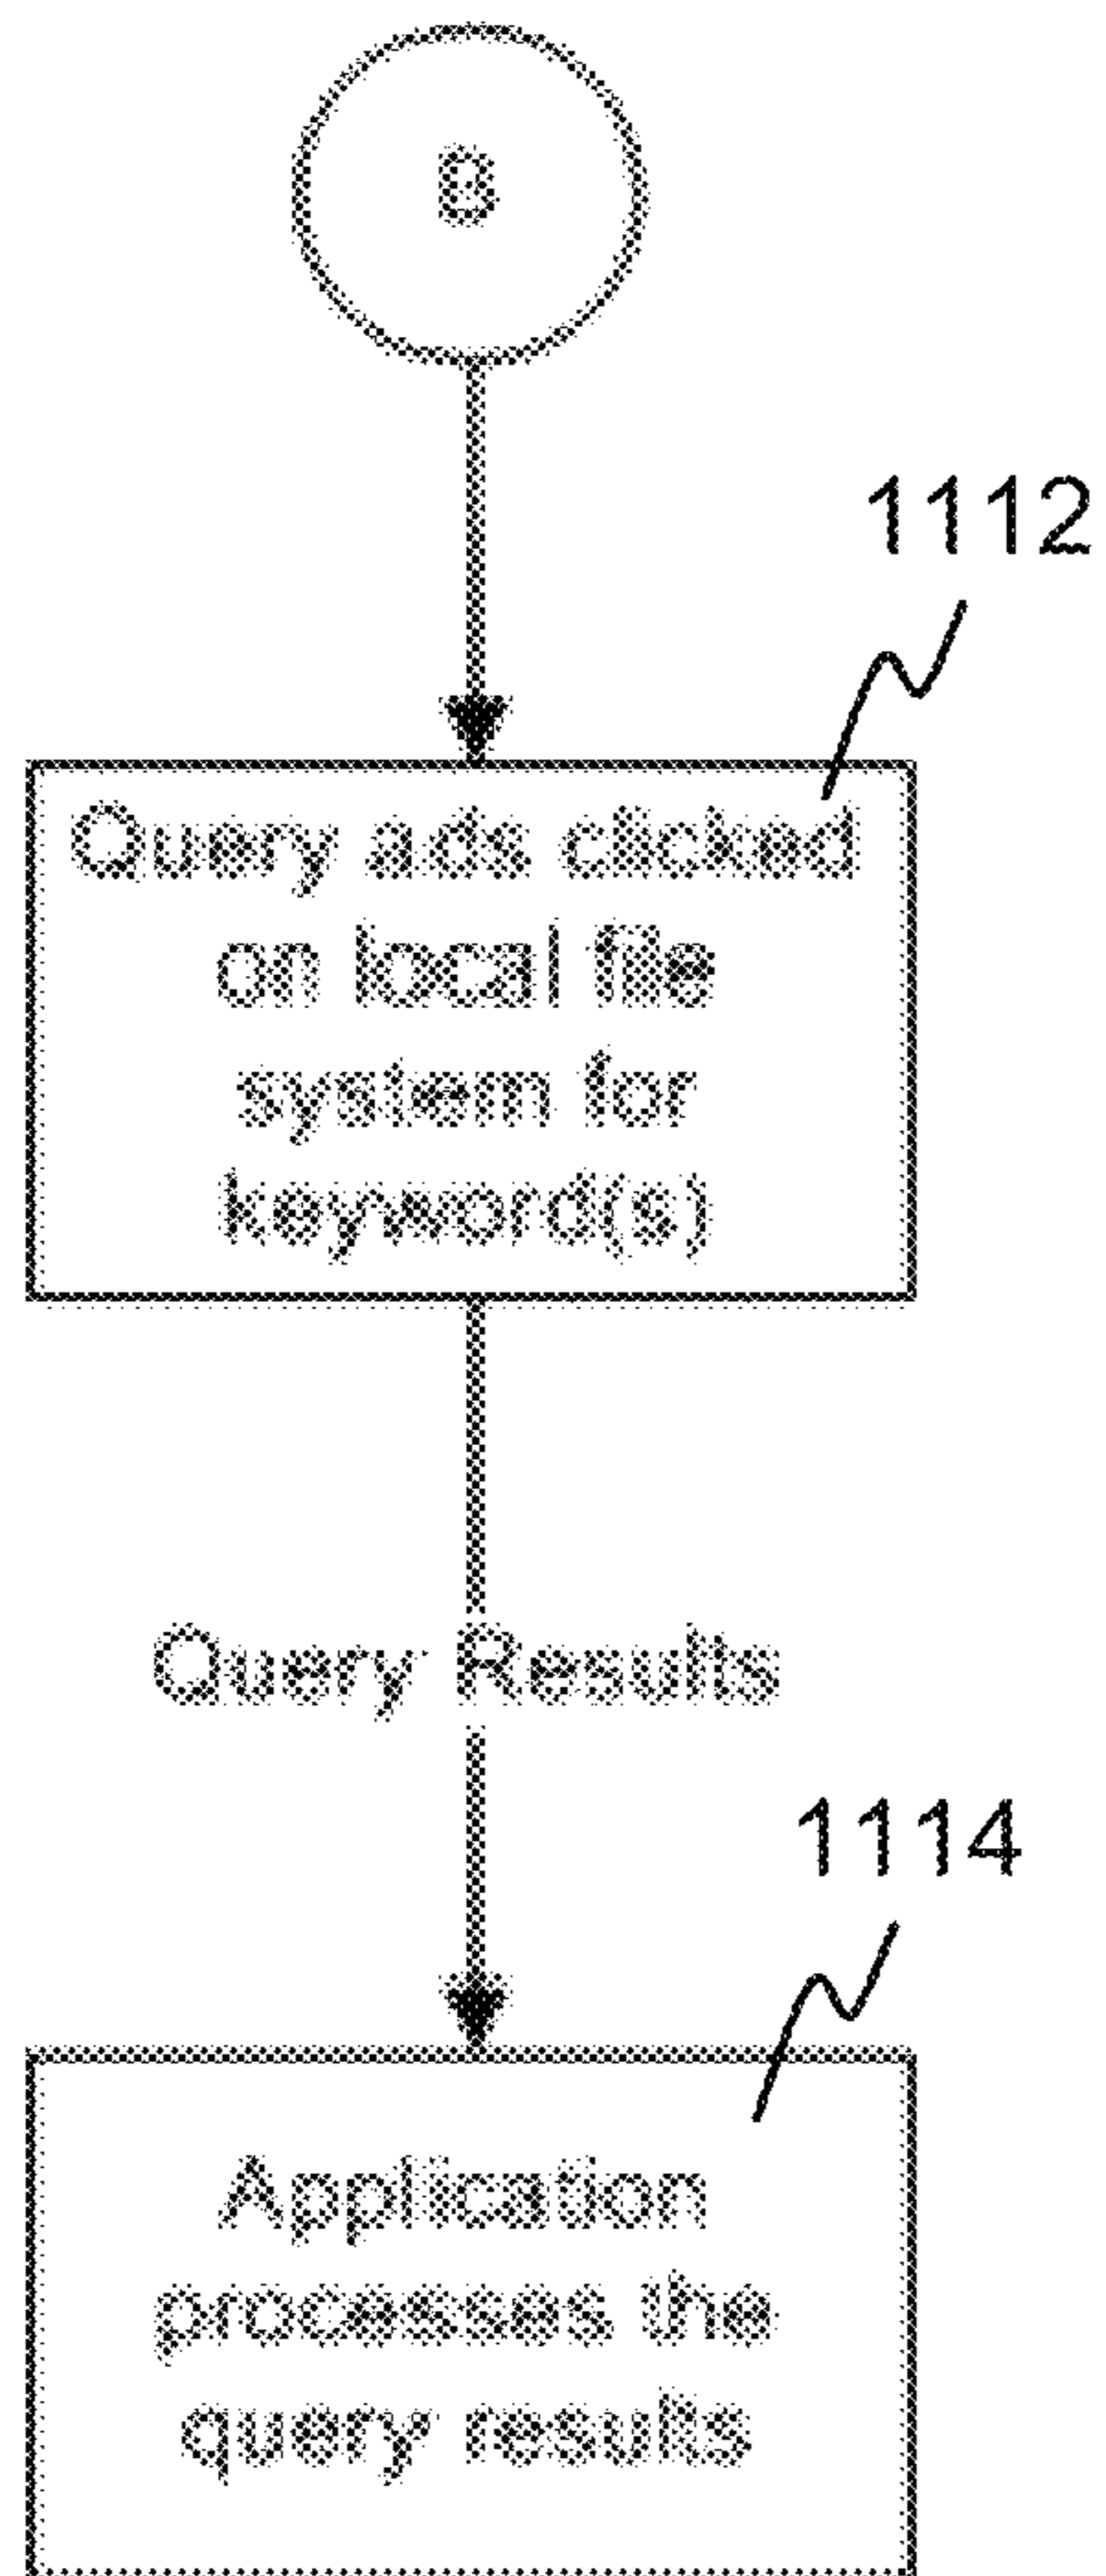 B
1112
Query ads clicked
on local file
system for
keyword(s)
Query Results
1114
Application
processes the
query results